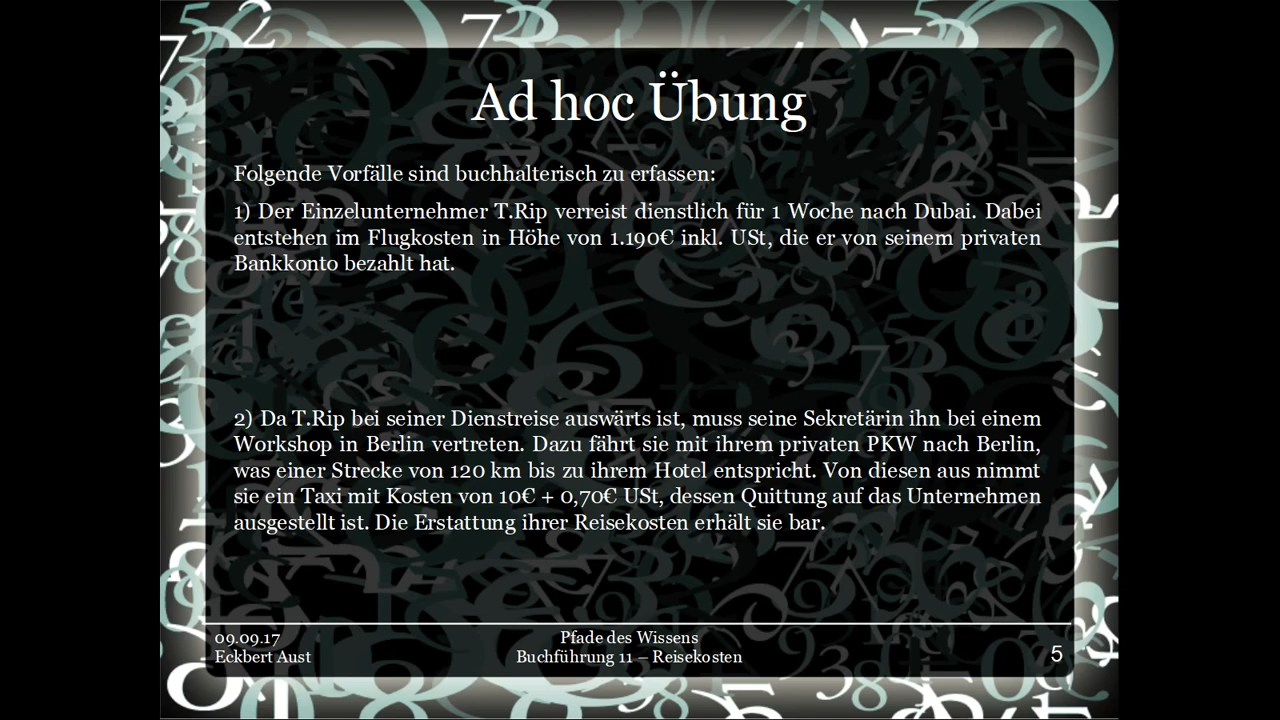 Ad hoc Übung
Folgende Vorfälle sind buchhalterisch zu erfassen:
1) Der Einzelunternehmer T.Rip verreist dienstlich für 1 Woche nach Dubai. Dabei
entstehen im Flugkosten in Höhe von 1.190€ inkl. USt, die er von seinem privaten
Bankkonto bezahlt hat.
2) Da T.Rip bei seiner Dienstreise auswärts ist, muss seine Sekretärin ihn bei einem
Workshop in Berlin vertreten. Dazu fährt sie mit ihrem privaten PKW nach Berlin,
was einer Strecke von 120 km bis zu ihrem Hotel entspricht. Von diesen aus nimmt
sie ein Taxi mit Kosten von 10€ + 0,70€ USt, dessen Quittung auf das Unternehmen
ausgestellt ist. Die Erstattung ihrer Reisekosten erhält sie bar.
09.09.17
Eckbert Aust
Pfade des Wissens
Buchführung 11 – Reisekosten
5